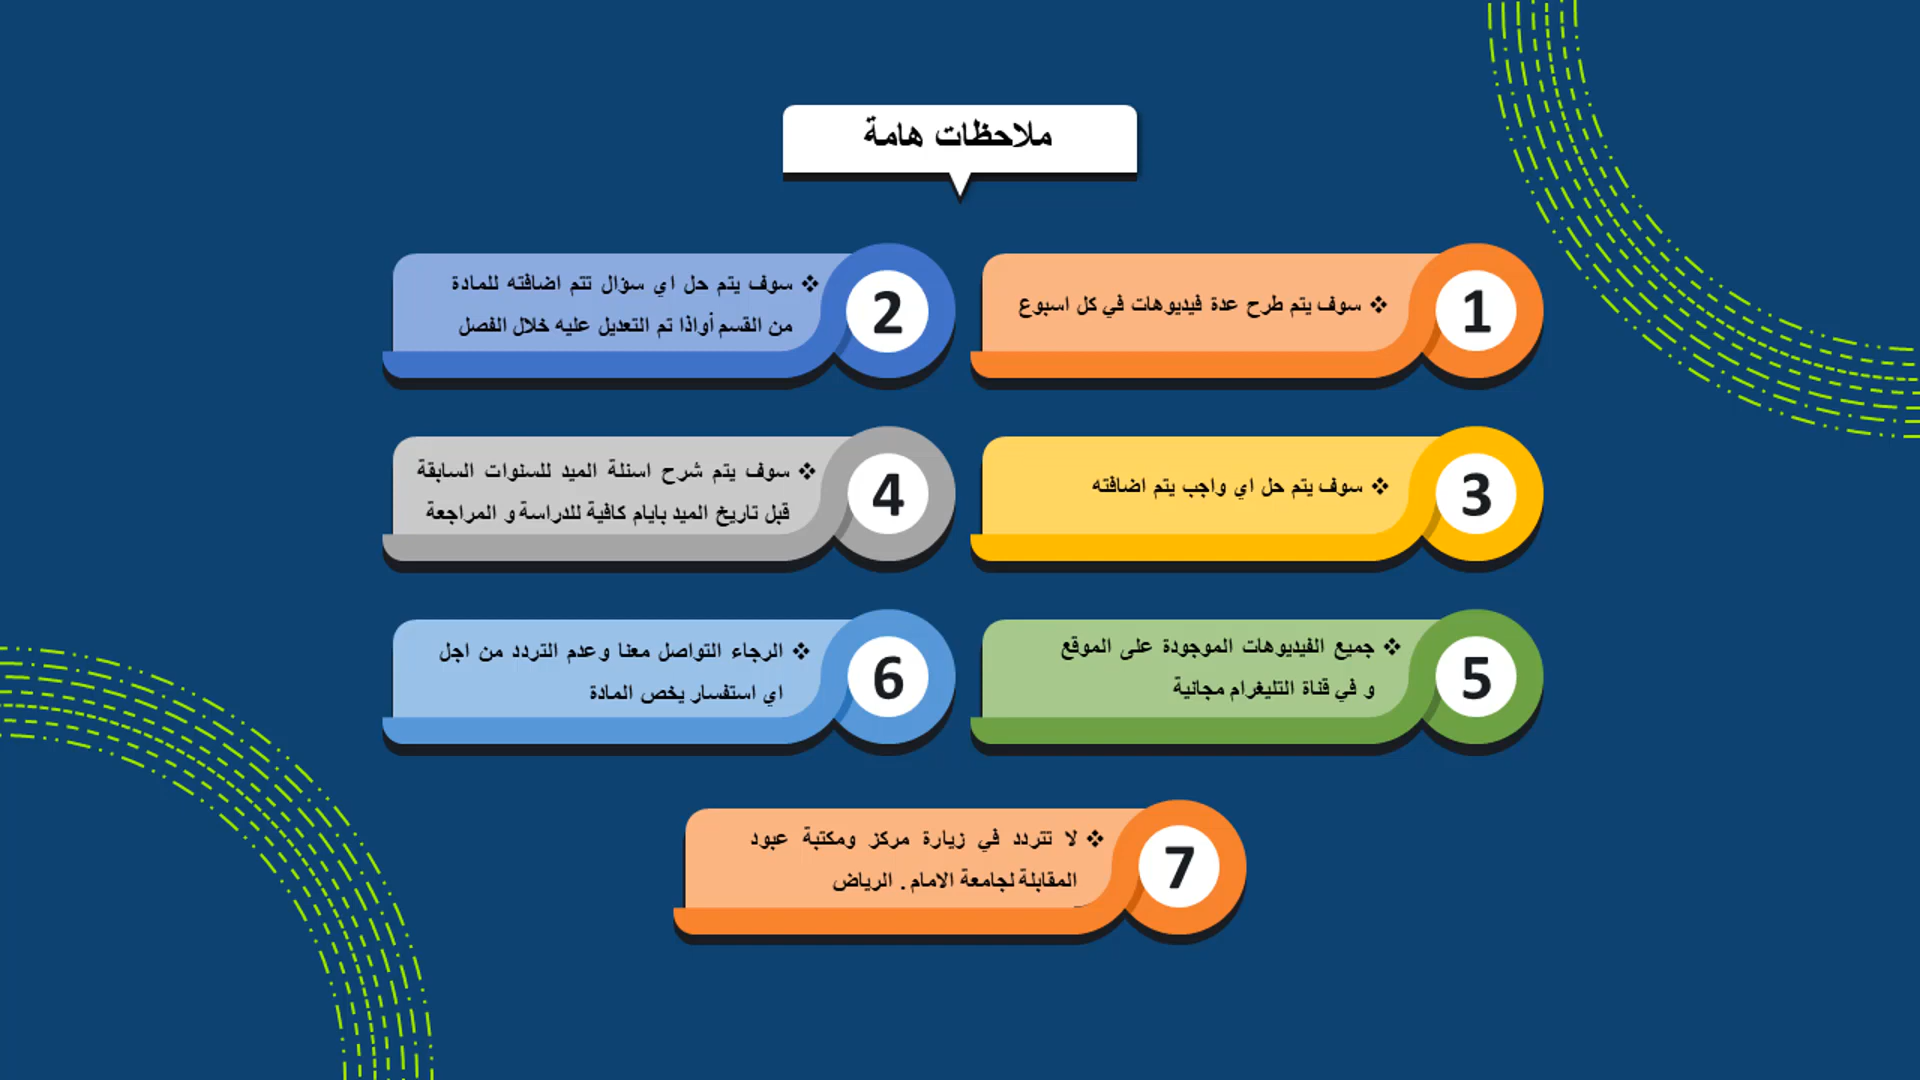 ملاحظات هامة
1
❖ سوف يتم طرح عدة فيديوهات في كل اسبوع
2
❖ سوف يتم حل اي سؤال تتم اضافته للمادة
من القسم أواذا تم التعديل عليه خلال الفصل
3
❖ سوف يتم حل اي واجب يتم اضافته
4
❖ سوف يتم شرح اسئلة الميد للسنوات السابقة
قبل تاريخ الميد بايام كافية للدراسة و المراجعة
5
❖ جميع الفيديوهات الموجودة على الموقع
و في قناة التليغرام مجانية
6
❖ الرجاء التواصل معنا وعدم التردد من اجل
اي استفسار يخص المادة
7
❖ لا تتردد في زيارة مركز ومكتبة عبود
المقابلة لجامعة الامام . الرياض